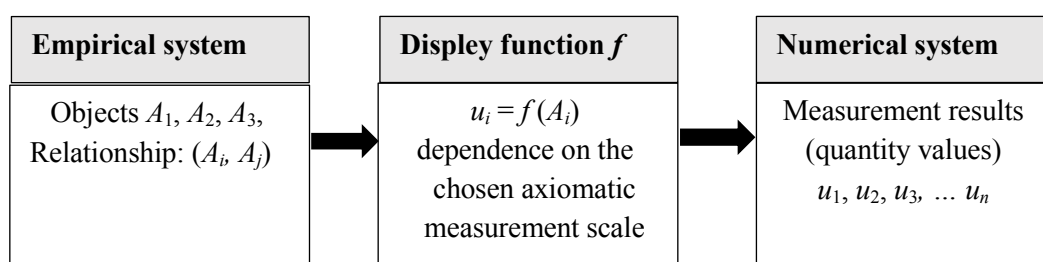 Empirical system
Objects A1, A2, A3,
Relationship: (Ai, Aj)
Displey function f
ui = f (Ai)
dependence on the
chosen axiomatic
measurement scale
Numerical system
Measurement results
(quantity values)
u1, u2, u3, ... un